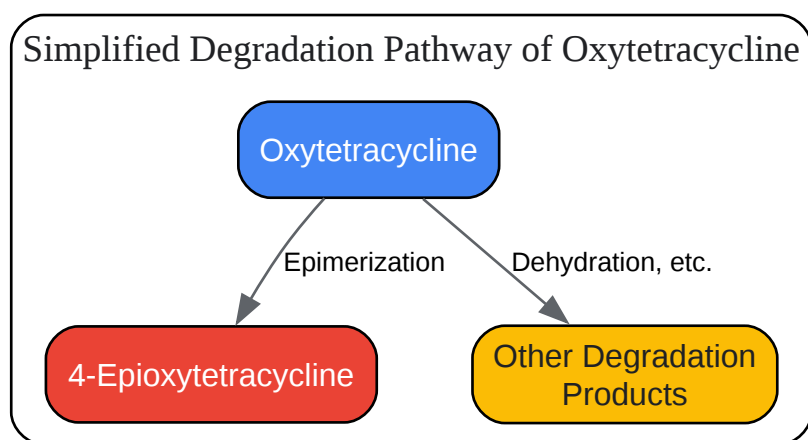 Simplified Degradation Pathway of Oxytetracycline
Oxytetracycline
Epimerization
Dehydration, etc.
4-Epioxytetracycline
Other Degradation
Products